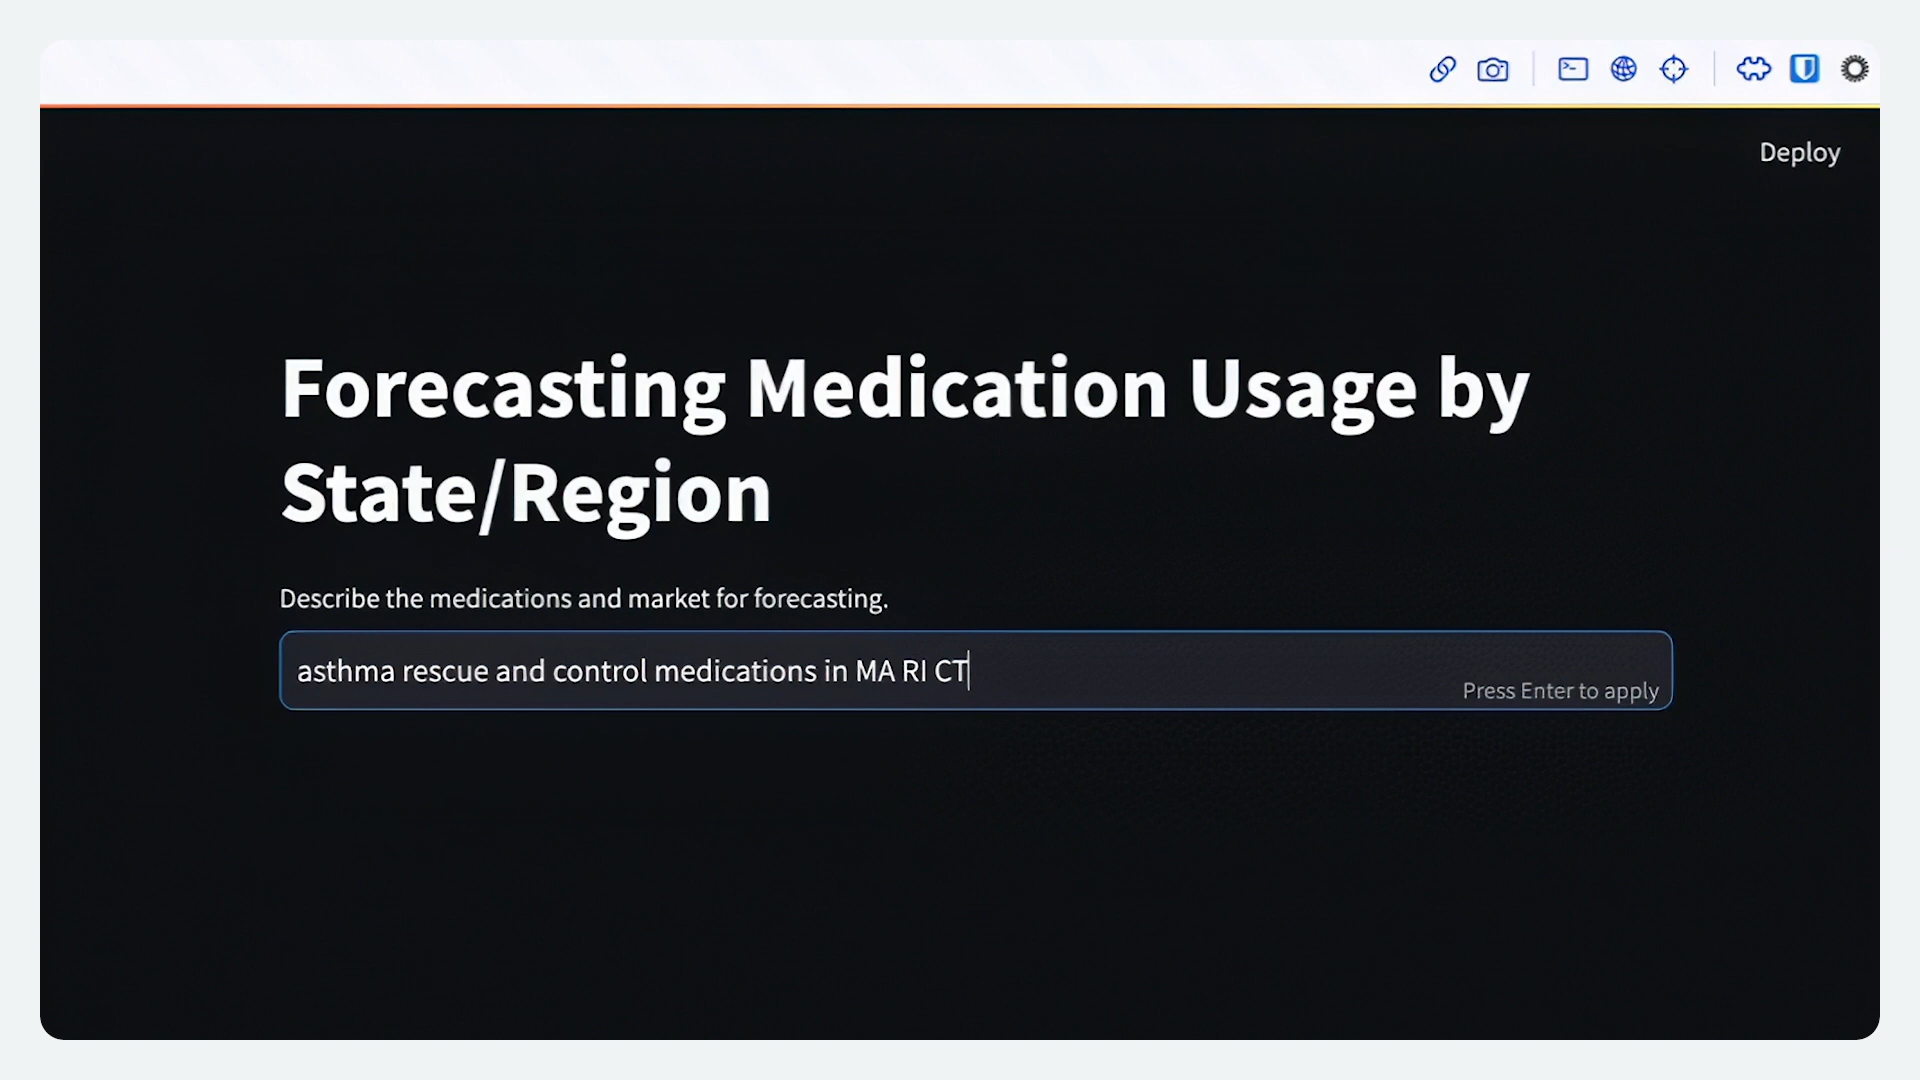 Deploy
Forecasting Medication Usage by
State/Region
Describe the medications and market for forecasting.
asthma rescue and control medications in MA RI CT
Press Enter to apply